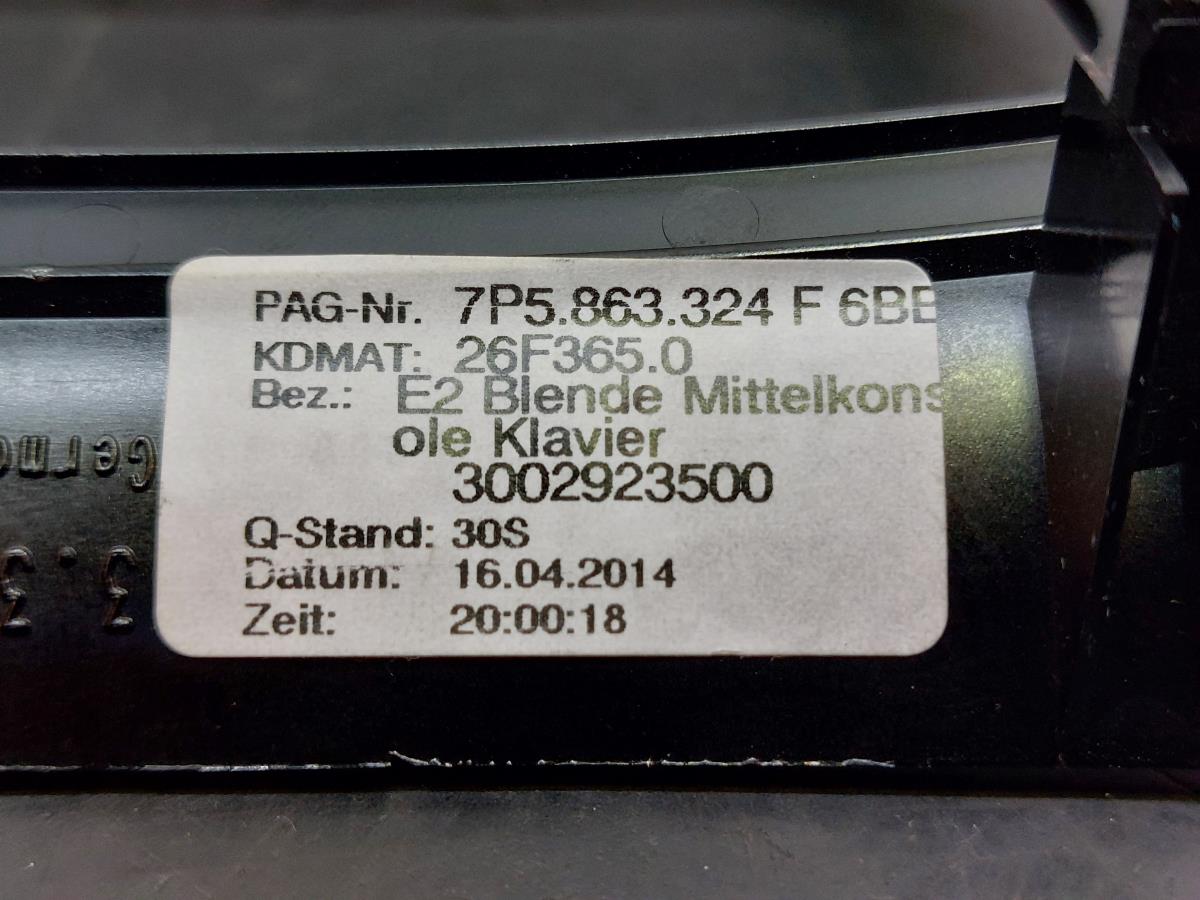 PAG-Nr. 7P5.863.324 F 6BE
KDMAT: 26F365.0
Bez.: E2 Blende Mittelkons
ole Klavier
3002923500
Q-Stand: 30S
Datum: 16.04.2014
Zeit: 20:00:18